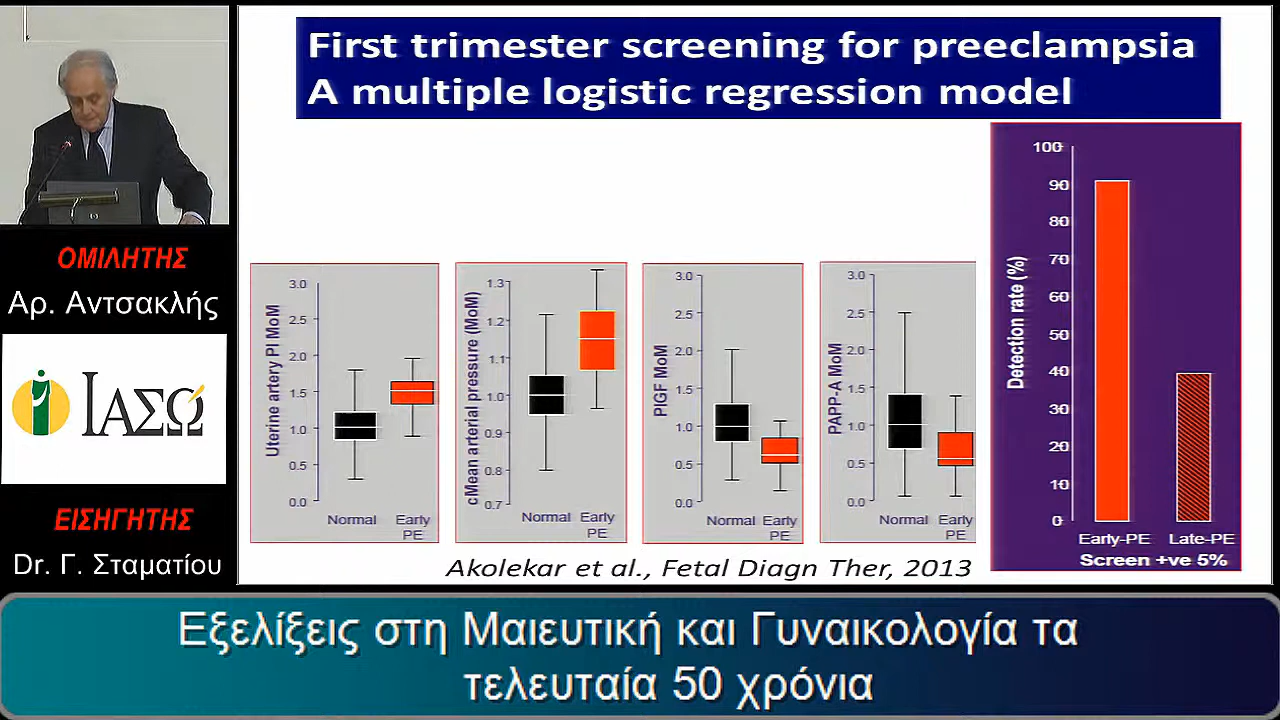 First trimester screening for preeclampsia
A multiple logistic regression model
ΟΜΙΛΗΤΗΣ
Αρ. Αντσακλής
ΙΑΣΩ
ΕΙΣΗΓΗΤΗΣ
Dr. Γ. Σταματίου
Uterine artery PI MoM
3.0
2.5
2.0
1.5
1.0
0.5
0.0
Normal Early
PE
cMean arterial pressure (MoM)
1.3
1.2
1.1
1.0
0.9
0.8
0.7
Normal Early
PE
PlGF MoM
3.0
2.5
2.0
1.5
1.0
0.5
0.0
Normal Early
PE
PAPP-A MoM
3.0
2.5
2.0
1.5
1.0
0.5
0.0
Normal Early
PE
Detection rate (%)
100
90
80
70
60
50
40
30
20
10
0
Early-PE Late-PE
Screen +ve 5%
Akolekar et al., Fetal Diagn Ther, 2013
Εξελίξεις στη Μαιευτική και Γυναικολογία τα
τελευταία 50 χρόνια